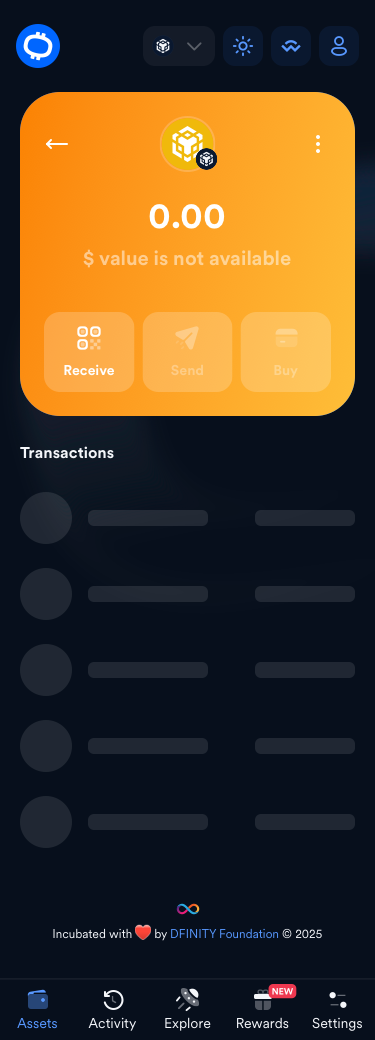 0.00
$ value is not available
Receive
Send
Buy
Transactions
Incubated with ❤️ by DFINITY Foundation © 2025
NEW
Assets
Activity
Explore
Rewards
Settings